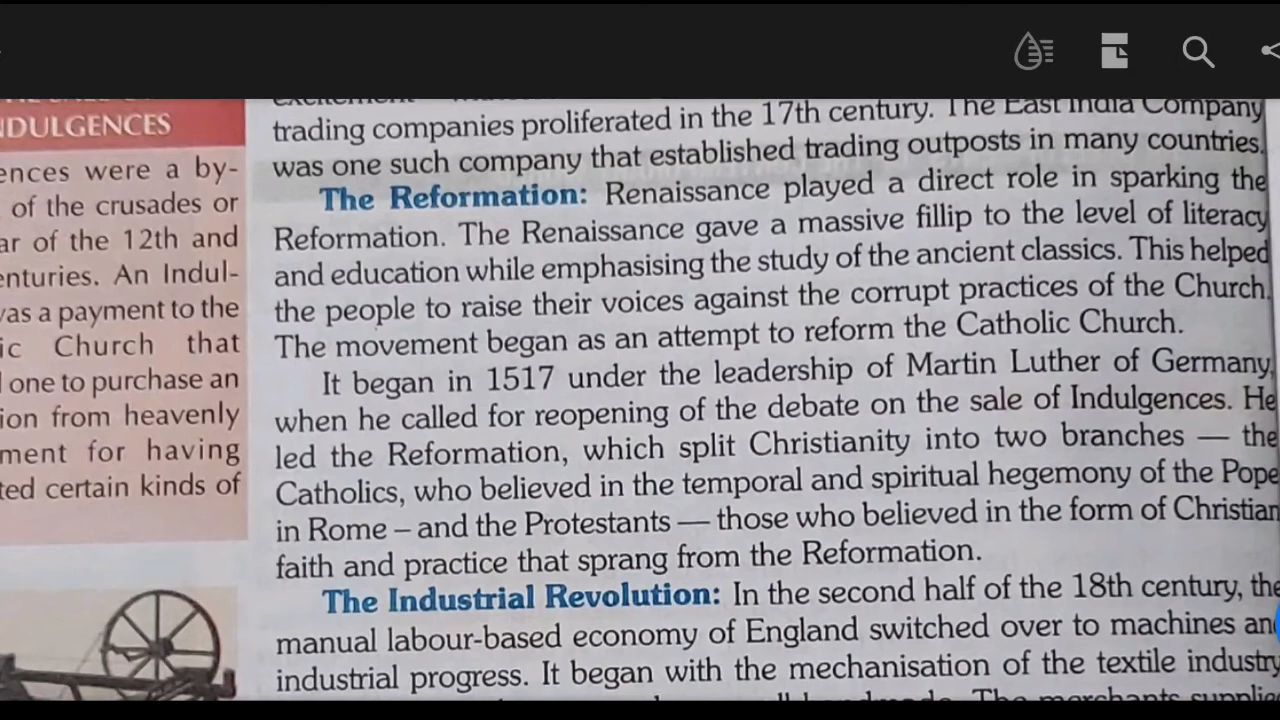 INDULGENCES
ences were a by-
of the crusades or
ar of the 12th and
enturies. An Indul-
was a payment to the
ic Church that
one to purchase an
ion from heavenly
ment for having
ted certain kinds of
trading companies proliferated in the 17th century. The East India Company
was one such company that established trading outposts in many countries.
The Reformation: Renaissance played a direct role in sparking the
Reformation. The Renaissance gave a massive fillip to the level of literacy
and education while emphasising the study of the ancient classics. This helped
the people to raise their voices against the corrupt practices of the Church.
The movement began as an attempt to reform the Catholic Church.
It began in 1517 under the leadership of Martin Luther of Germany,
when he called for reopening of the debate on the sale of Indulgences. He
led the Reformation, which split Christianity into two branches — the
Catholics, who believed in the temporal and spiritual hegemony of the Pope
in Rome – and the Protestants — those who believed in the form of Christian
faith and practice that sprang from the Reformation.
The Industrial Revolution: In the second half of the 18th century, the
manual labour-based economy of England switched over to machines and
industrial progress. It began with the mechanisation of the textile industry
The merchants supplie